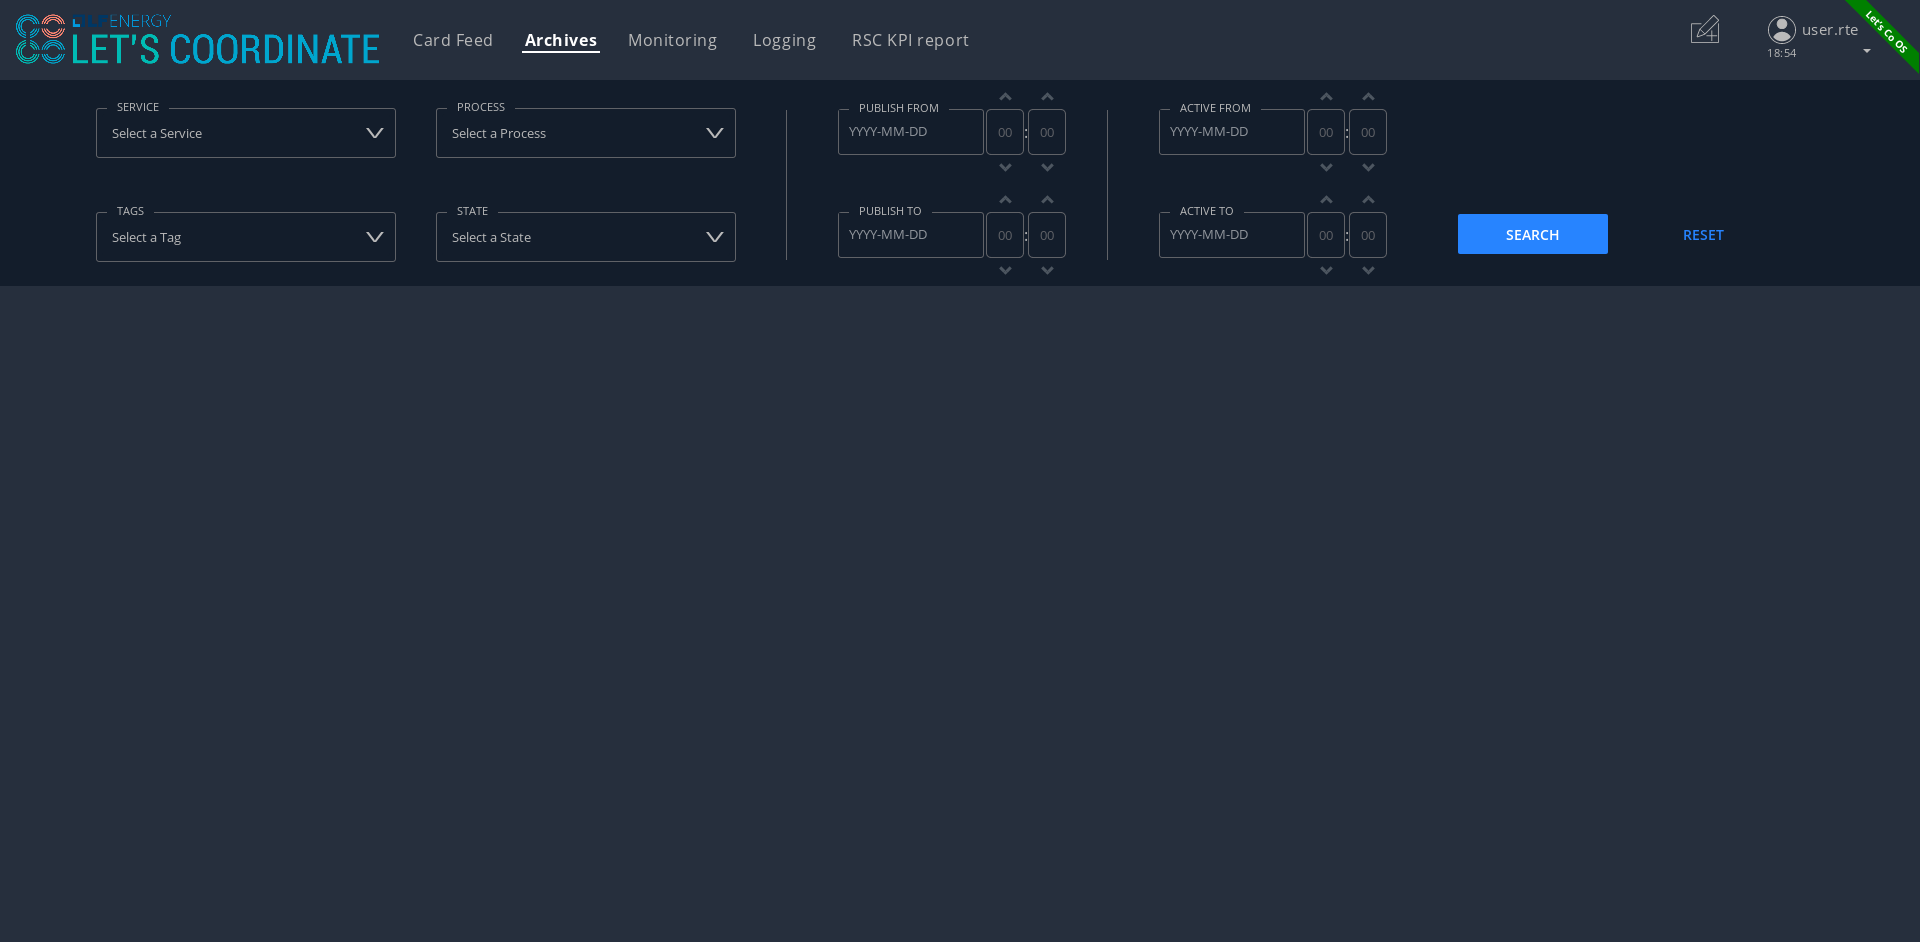 ENERGY
LET'S COORDINATE
Card Feed
Archives
Monitoring
Logging
RSC KPI report
user.rte
18:54
Let's Co OS
SERVICE
Select a Service
PROCESS
Select a Process
PUBLISH FROM
YYYY-MM-DD
00
:
00
ACTIVE FROM
YYYY-MM-DD
00
:
00
TAGS
Select a Tag
STATE
Select a State
PUBLISH TO
YYYY-MM-DD
00
:
00
ACTIVE TO
YYYY-MM-DD
00
:
00
SEARCH
RESET